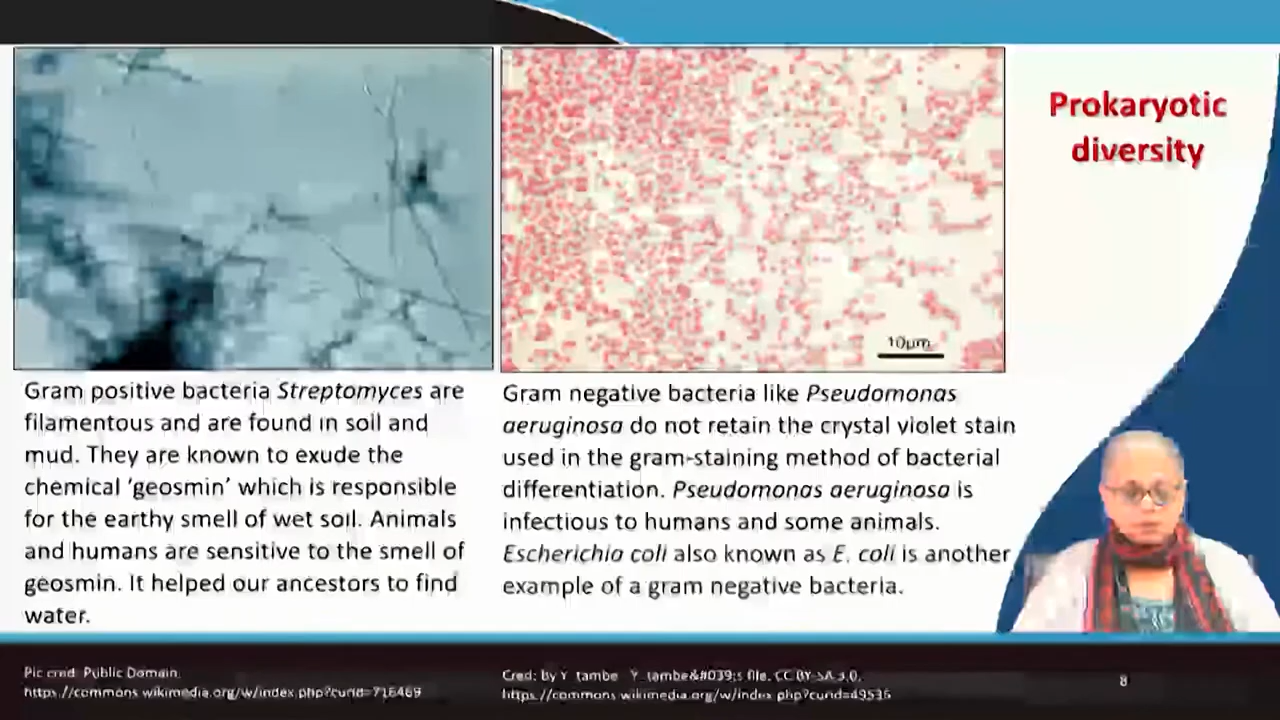 Prokaryotic
diversity
10µm
Gram positive bacteria Streptomyces are
filamentous and are found in soil and
mud. They are known to exude the
chemical 'geosmin' which is responsible
for the earthy smell of wet soil. Animals
and humans are sensitive to the smell of
geosmin. It helped our ancestors to find
water.
Gram negative bacteria like Pseudomonas
aeruginosa do not retain the crystal violet stain
used in the gram-staining method of bacterial
differentiation. Pseudomonas aeruginosa is
infectious to humans and some animals.
Escherichia coli also known as E. coli is another
example of a gram negative bacteria.
Pic cred: Public Domain.
https://commons.wikimedia.org/w/index.php?curid=716469
Cred: by Y_tambe - Y_tambe&#039;s file, CC BY-SA 3.0,
https://commons.wikimedia.org/w/index.php?curid=49535
8